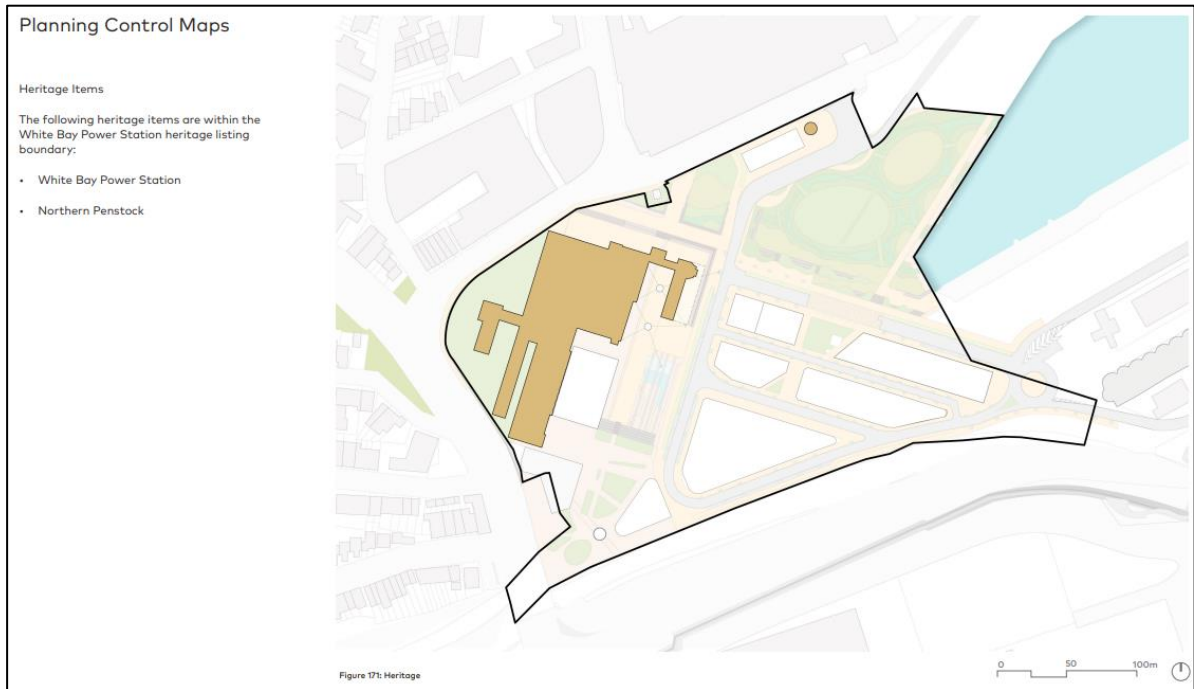 Planning Control Maps
Heritage Items
The following heritage items are within the
White Bay Power Station heritage listing
boundary:
• White Bay Power Station
• Northern Penstock
Figure 171: Heritage
0 50 100m